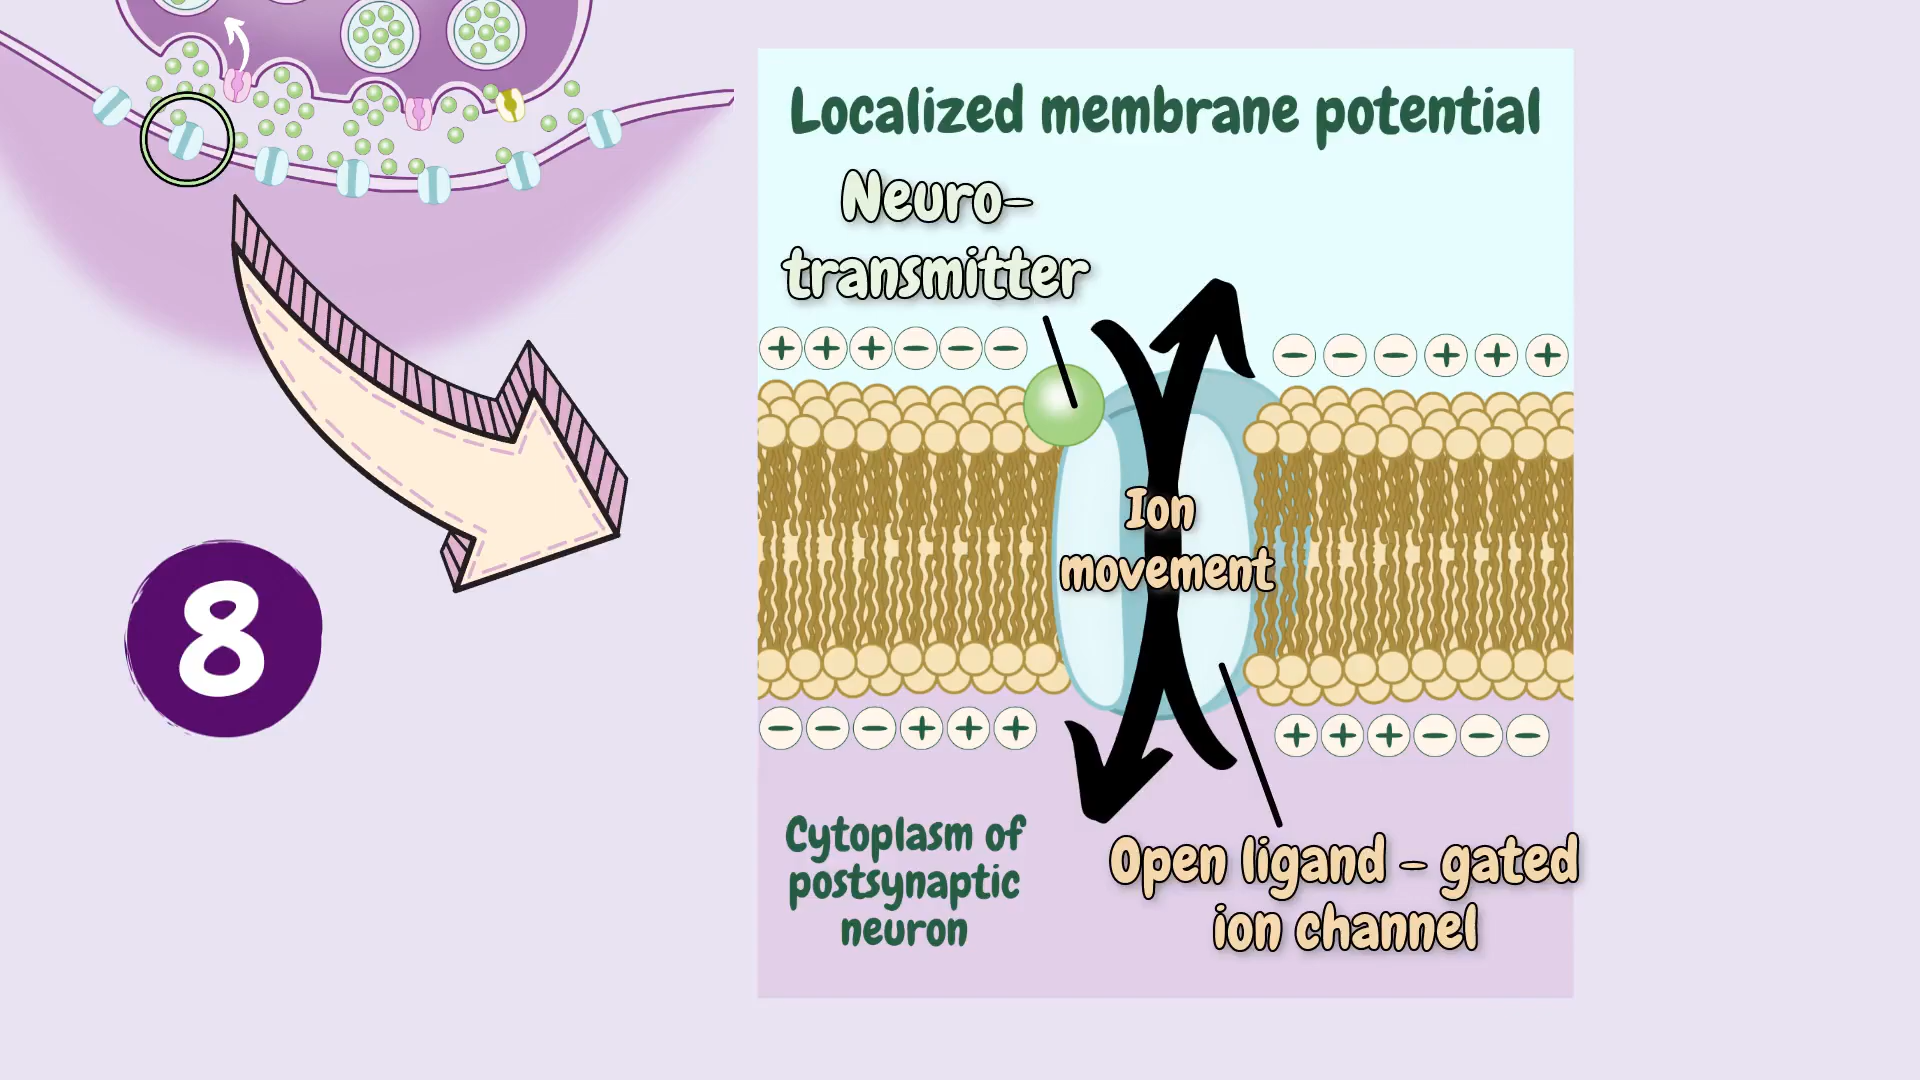 Localized membrane potential
Neuro-
transmitter
+ + + - - -
- - - + + +
Ion
movement
- - - + + +
+ + + - - -
8
Cytoplasm of
postsynaptic
neuron
Open ligand - gated
ion channel